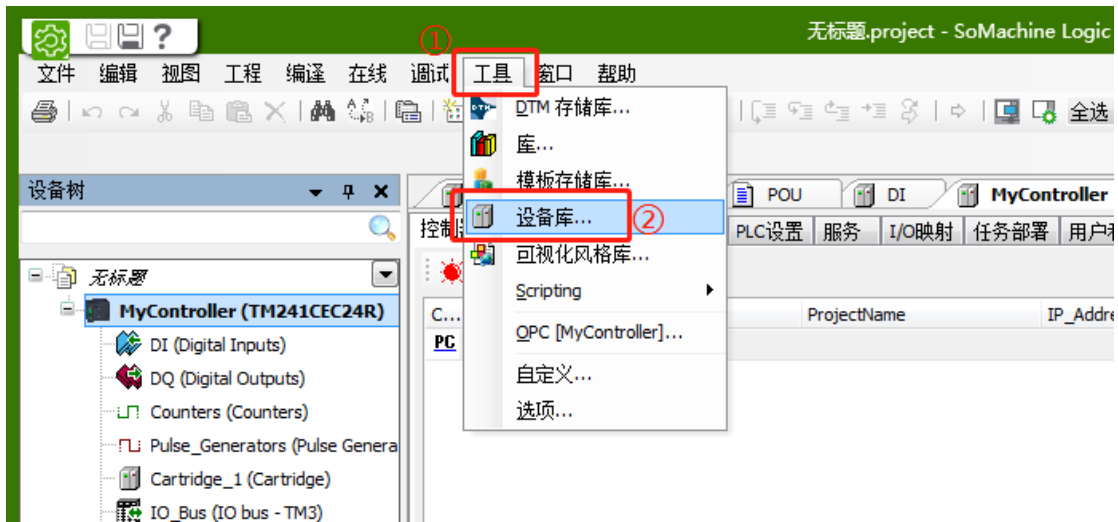 无标题.project - SoMachine Logic
①
文件 编辑 视图 工程 编译 在线 调试 工具 窗口 帮助
全选
DTM 存储库...
库...
模板存储库...
设备库... ②
可视化风格库...
Scripting
OPC [MyController]...
自定义...
选项...
设备树
无标题
MyController (TM241CEC24R)
DI (Digital Inputs)
DQ (Digital Outputs)
Counters (Counters)
Pulse_Generators (Pulse Genera
Cartridge_1 (Cartridge)
IO_Bus (IO bus - TM3)
POU DI MyController
PLC设置 服务 I/O映射 任务部署 用户
C... ProjectName IP_Addre
PC